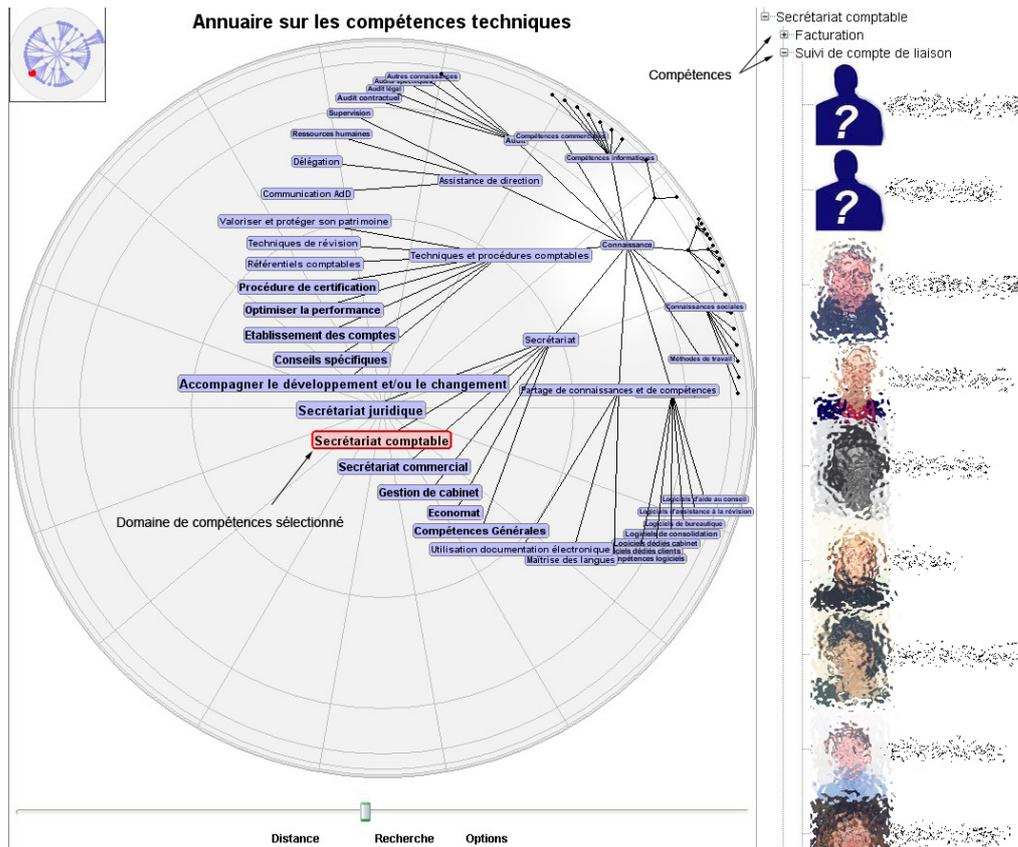 Annuaire sur les compétences techniques
Autres connaissances
Audit légal
Audit contractuel
Supervision
Ressources humaines
Délégation
Communication AdD
Compétences commerciales
Compétences informatiques
Assistance de direction
Valoriser et protéger son patrimoine
Techniques de révision
Référentiels comptables
Procédure de certification
Optimiser la performance
Etablissement des comptes
Conseils spécifiques
Techniques et procédures comptables
Connaissance
Connaissances sociales
Méthodes de travail
Secrétariat
Accompagner le développement et/ou le changement
Partage de connaissances et de compétences
Secrétariat juridique
Secrétariat comptable
Secrétariat commercial
Gestion de cabinet
Economat
Compétences Générales
Utilisation documentation électronique
Maîtrise des langues
Logiciels d'aide au conseil
Logiciels d'assistance à la révision
Logiciels de bureautique
Logiciels de consolidation
Logiciels dédiés cabinet
dédiés clients
logiciels
Domaine de compétences sélectionné
Distance Recherche Options
Secrétariat comptable
Facturation
Suivi de compte de liaison
Compétences
?
?